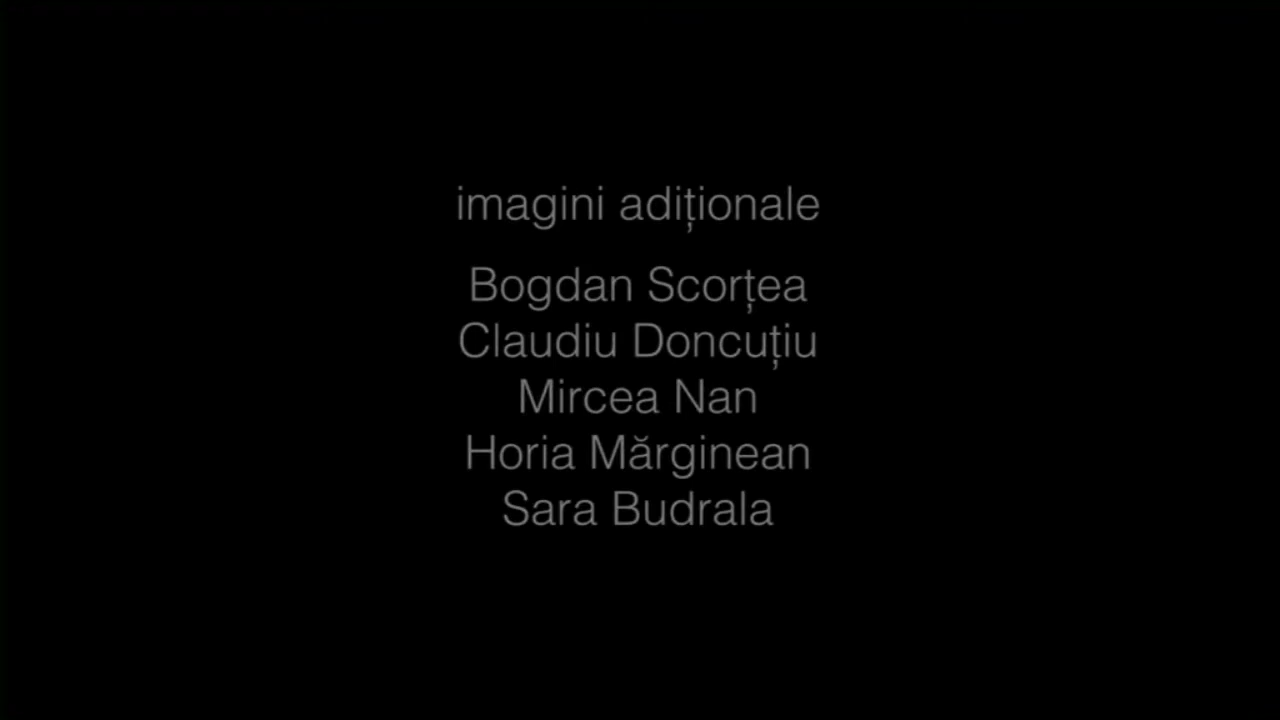 imagini adiționale
Bogdan Scorțea
Claudiu Doncuțiu
Mircea Nan
Horia Mărginean
Sara Budrala